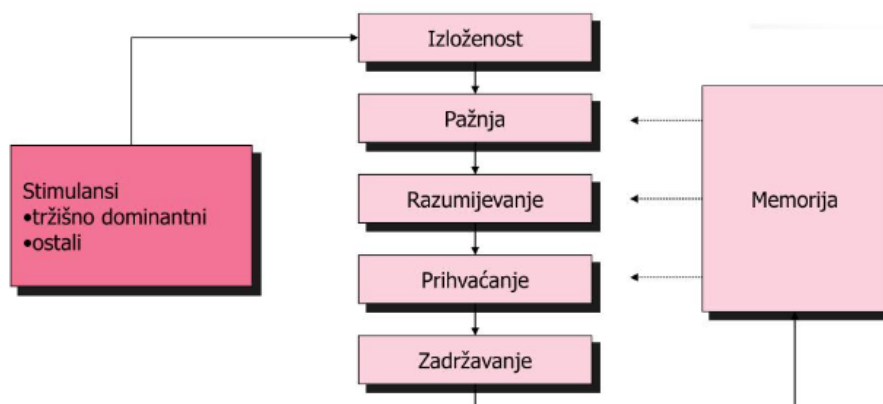 Izloženost
Pažnja
Stimulansi
•tržišno dominantni
•ostali
Razumijevanje
Memorija
Prihvaćanje
Zadržavanje